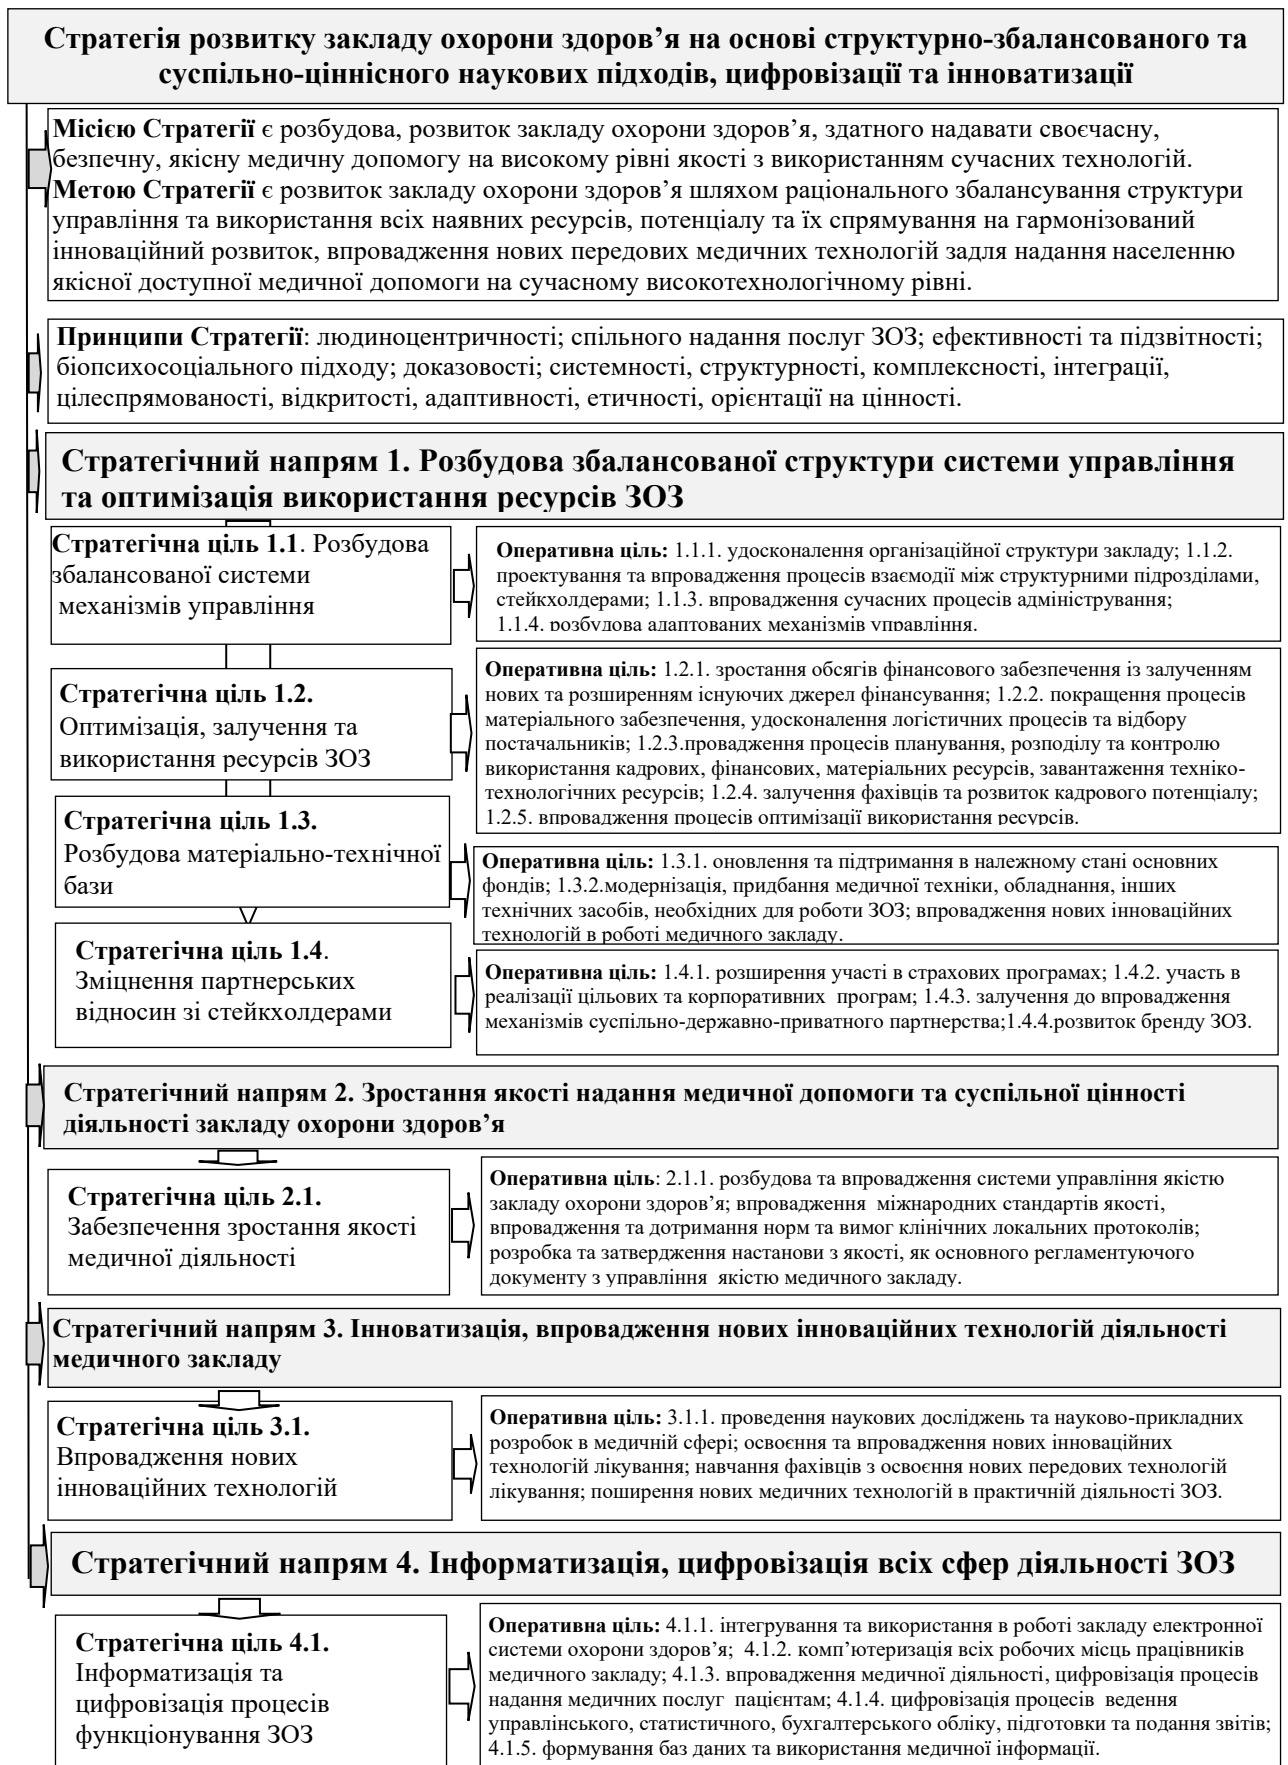 Стратегія розвитку закладу охорони здоров’я на основі структурно-збалансованого та
суспільно-ціннісного наукових підходів, цифровізації та інноватизації
Місією Стратегії є розбудова, розвиток закладу охорони здоров’я, здатного надавати своєчасну,
безпечну, якісну медичну допомогу на високому рівні якості з використанням сучасних технологій.
Метою Стратегії є розвиток закладу охорони здоров’я шляхом раціонального збалансування структури
управління та використання всіх наявних ресурсів, потенціалу та їх спрямування на гармонізований
інноваційний розвиток, впровадження нових передових медичних технологій задля надання населенню
якісної доступної медичної допомоги на сучасному високотехнологічному рівні.
Принципи Стратегії: людиноцентричності; спільного надання послуг ЗОЗ; ефективності та підзвітності;
біопсихосоціального підходу; доказовості; системності, структурності, комплексності, інтеграції,
цілеспрямованості, відкритості, адаптивності, етичності, орієнтації на цінності.
Стратегічний напрям 1. Розбудова збалансованої структури системи управління
та оптимізація використання ресурсів ЗОЗ
Стратегічна ціль 1.1. Розбудова
збалансованої системи
механізмів управління
Оперативна ціль: 1.1.1. удосконалення організаційної структури закладу; 1.1.2.
проектування та впровадження процесів взаємодії між структурними підрозділами,
стейкхолдерами; 1.1.3. впровадження сучасних процесів адміністрування;
1.1.4. розбудова адаптованих механізмів управління.
Стратегічна ціль 1.2.
Оптимізація, залучення та
використання ресурсів ЗОЗ
Оперативна ціль: 1.2.1. зростання обсягів фінансового забезпечення із залученням
нових та розширенням існуючих джерел фінансування; 1.2.2. покращення процесів
матеріального забезпечення, удосконалення логістичних процесів та відбору
постачальників; 1.2.3.провадження процесів планування, розподілу та контролю
використання кадрових, фінансових, матеріальних ресурсів, завантаження техніко-
технологічних ресурсів; 1.2.4. залучення фахівців та розвиток кадрового потенціалу;
1.2.5. впровадження процесів оптимізації використання ресурсів.
Стратегічна ціль 1.3.
Розбудова матеріально-технічної
бази
Оперативна ціль: 1.3.1. оновлення та підтримання в належному стані основних
фондів; 1.3.2.модернізація, придбання медичної техніки, обладнання, інших
технічних засобів, необхідних для роботи ЗОЗ; впровадження нових інноваційних
технологій в роботі медичного закладу.
Стратегічна ціль 1.4.
Зміцнення партнерських
відносин зі стейкхолдерами
Оперативна ціль: 1.4.1. розширення участі в страхових програмах; 1.4.2. участь в
реалізації цільових та корпоративних програм; 1.4.3. залучення до впровадження
механізмів суспільно-державно-приватного партнерства;1.4.4.розвиток бренду ЗОЗ.
Стратегічний напрям 2. Зростання якості надання медичної допомоги та суспільної цінності
діяльності закладу охорони здоров’я
Стратегічна ціль 2.1.
Забезпечення зростання якості
медичної діяльності
Оперативна ціль: 2.1.1. розбудова та впровадження системи управління якістю
закладу охорони здоров’я; впровадження міжнародних стандартів якості,
впровадження та дотримання норм та вимог клінічних локальних протоколів;
розробка та затвердження настанови з якості, як основного регламентуючого
документу з управління якістю медичного закладу.
Стратегічний напрям 3. Інноватизація, впровадження нових інноваційних технологій діяльності
медичного закладу
Стратегічна ціль 3.1.
Впровадження нових
інноваційних технологій
Оперативна ціль: 3.1.1. проведення наукових досліджень та науково-прикладних
розробок в медичній сфері; освоєння та впровадження нових інноваційних
технологій лікування; навчання фахівців з освоєння нових передових технологій
лікування; поширення нових медичних технологій в практичній діяльності ЗОЗ.
Стратегічний напрям 4. Інформатизація, цифровізація всіх сфер діяльності ЗОЗ
Стратегічна ціль 4.1.
Інформатизація та
цифровізація процесів
функціонування ЗОЗ
Оперативна ціль: 4.1.1. інтегрування та використання в роботі закладу електронної
системи охорони здоров’я; 4.1.2. комп’ютеризація всіх робочих місць працівників
медичного закладу; 4.1.3. впровадження медичної діяльності, цифровізація процесів
надання медичних послуг пацієнтам; 4.1.4. цифровізація процесів ведення
управлінського, статистичного, бухгалтерського обліку, підготовки та подання звітів;
4.1.5. формування баз даних та використання медичної інформації.